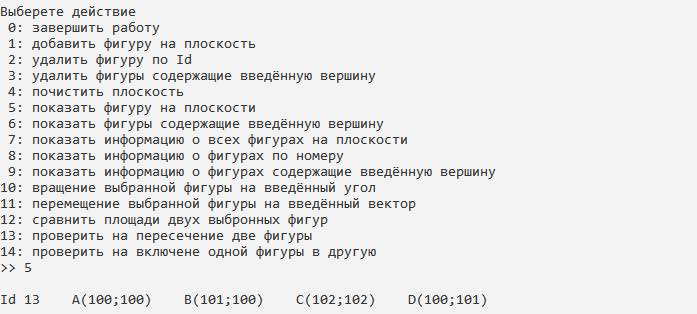 Выберете действие
0: завершить работу
1: добавить фигуру на плоскость
2: удалить фигуру по Id
3: удалить фигуры содержащие введённую вершину
4: почистить плоскость
5: показать фигуру на плоскости
6: показать фигуры содержащие введённую вершину
7: показать информацию о всех фигурах на плоскости
8: показать информацию о фигурах по номеру
9: показать информацию о фигурах содержащие введённую вершину
10: вращение выбранной фигуры на введённый угол
11: перемещение выбранной фигуры на введённый вектор
12: сравнить площади двух выбронных фигур
13: проверить на пересечение две фигуры
14: проверить на включене одной фигуры в другую
>> 5
Id 13    A(100;100)    B(101;100)    C(102;102)    D(100;101)